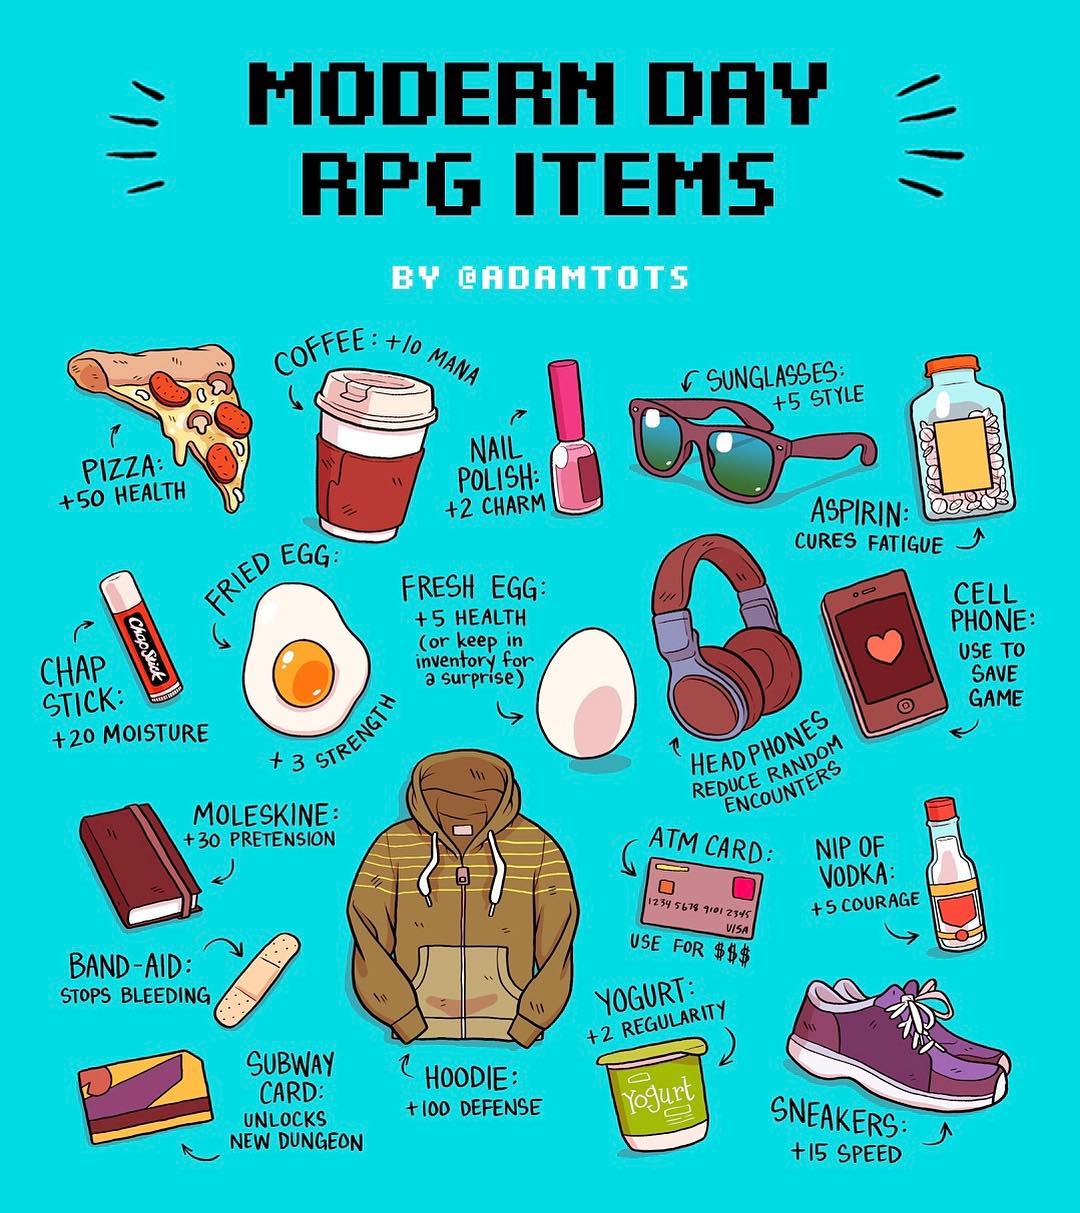 MODERN DAY
RPG ITEMS
BY @ADAMTOTS
PIZZA:
+50 HEALTH
COFFEE: +10 MANA
NAIL
POLISH:
+2 CHARM
SUNGLASSES:
+5 STYLE
ASPIRIN:
CURES FATIGUE
CHAP
STICK:
+20 MOISTURE
ChapStick
FRIED EGG:
+3 STRENGTH
FRESH EGG:
+5 HEALTH
(or keep in
inventory for
a surprise)
HEADPHONES
REDUCE RANDOM
ENCOUNTERS
CELL
PHONE:
USE TO
SAVE
GAME
MOLESKINE:
+30 PRETENSION
BAND-AID:
STOPS BLEEDING
HOODIE:
+100 DEFENSE
ATM CARD:
1234 5678 9101 2345
VISA
USE FOR $$$
NIP OF
VODKA:
+5 COURAGE
SUBWAY
CARD:
UNLOCKS
NEW DUNGEON
YOGURT:
+2 REGULARITY
Yogurt
SNEAKERS:
+15 SPEED